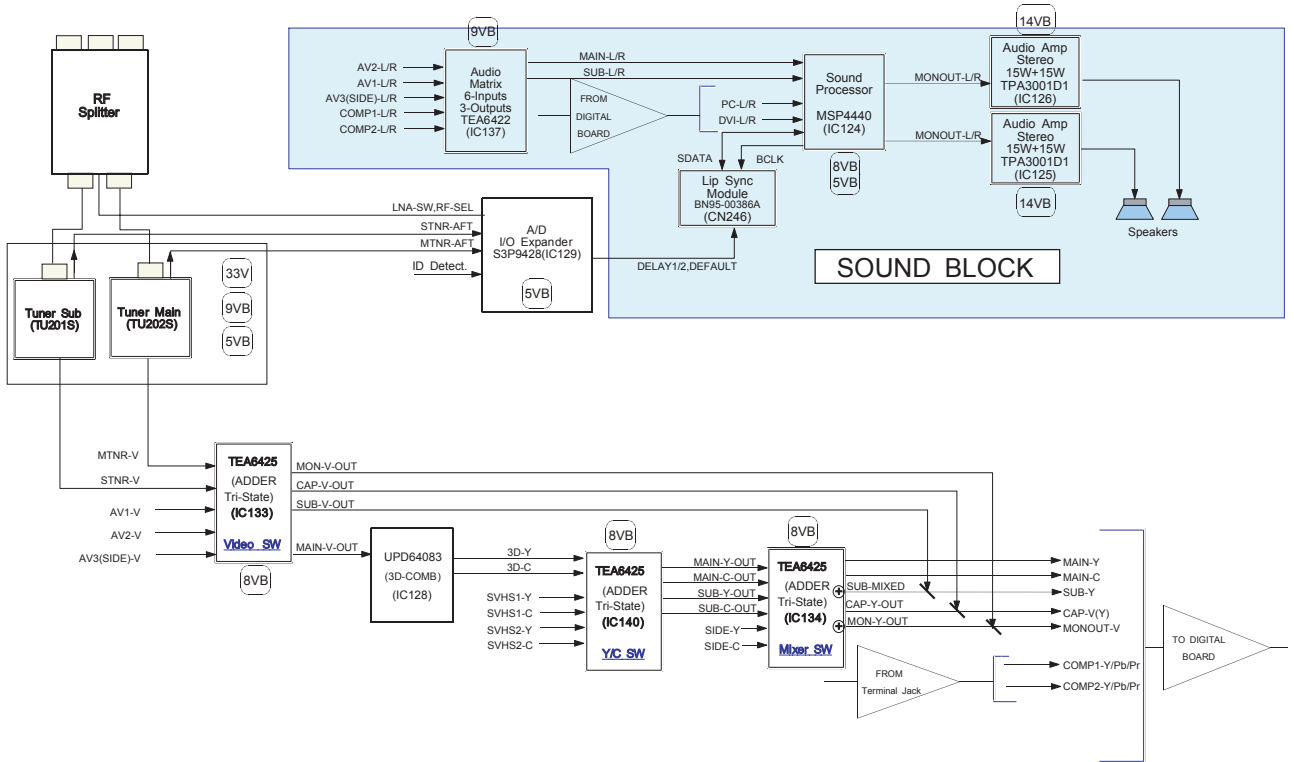 9VB
14VB
RF
Splitter
AV2-L/R
AV1-L/R
AV3(SIDE)-L/R
COMP1-L/R
COMP2-L/R
Audio
Matrix
6-Inputs
3-Outputs
TEA6422
(IC137)
MAIN-L/R
SUB-L/R
FROM
DIGITAL
BOARD
PC-L/R
DVI-L/R
SDATA
BCLK
Sound
Processor
MSP4440
(IC124)
8VB
5VB
MONOUT-L/R
MONOUT-L/R
Audio Amp
Stereo
15W+15W
TPA3001D1
(IC126)
Audio Amp
Stereo
15W+15W
TPA3001D1
(IC125)
14VB
Speakers
Lip Sync
Module
BN95-00386A
(CN246)
DELAY1/2,DEFAULT
SOUND BLOCK
LNA-SW,RF-SEL
STNR-AFT
MTNR-AFT
ID Detect.
A/D
I/O Expander
S3P9428(IC129)
5VB
Tuner Sub
(TU201S)
Tuner Main
(TU202S)
33V
9VB
5VB
MTNR-V
STNR-V
AV1-V
AV2-V
AV3(SIDE)-V
TEA6425
(ADDER
Tri-State)
(IC133)
Video SW
8VB
MON-V-OUT
CAP-V-OUT
SUB-V-OUT
MAIN-V-OUT
UPD64083
(3D-COMB)
(IC128)
3D-Y
3D-C
SVHS1-Y
SVHS1-C
SVHS2-Y
SVHS2-C
8VB
TEA6425
(ADDER
Tri-State)
(IC140)
Y/C SW
MAIN-Y-OUT
MAIN-C-OUT
SUB-Y-OUT
SUB-C-OUT
SIDE-Y
SIDE-C
8VB
TEA6425
(ADDER
Tri-State)
(IC134)
Mixer SW
SUB-MIXED
CAP-Y-OUT
MON-Y-OUT
FROM
Terminal Jack
MAIN-Y
MAIN-C
SUB-Y
CAP-V(Y)
MONOUT-V
COMP1-Y/Pb/Pr
COMP2-Y/Pb/Pr
TO DIGITAL
BOARD